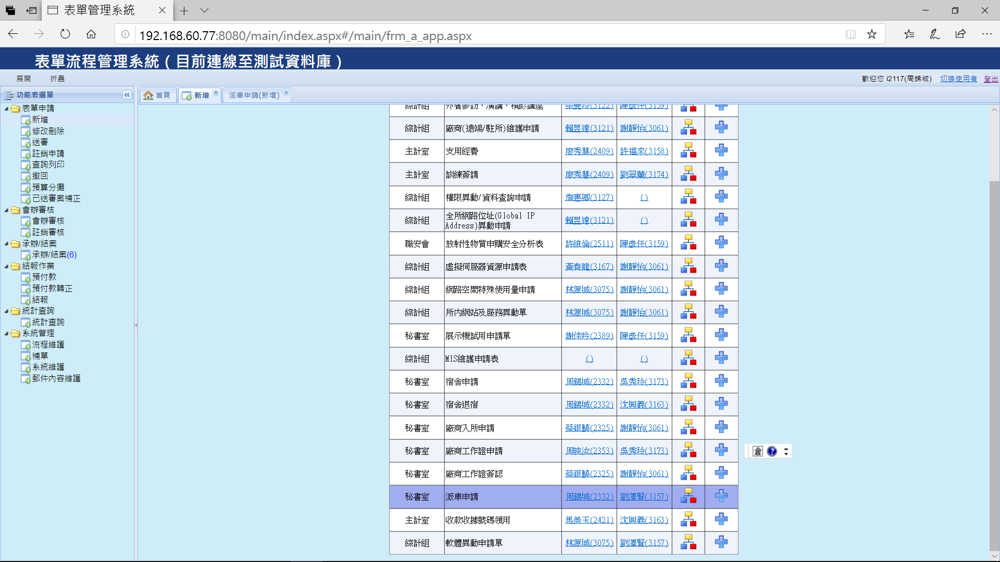 表單管理系統
192.168.60.77:8080/main/index.aspx#/main/frm_a_app.aspx
表單流程管理系統 ( 目前連線至測試資料庫 )
展開 折疊
歡迎您 i2117(周錦城) 切換使用者 登出
功能表選單
表單申請
新增
修改刪除
送審
註銷申請
查詢列印
撤回
預算分攤
已送審案補正
會辦審核
會辦審核
註銷審核
承辦/結案
承辦/結案(6)
結報作業
預付款
預付款轉正
結報
統計查詢
統計查詢
系統管理
流程維護
補單
系統維護
郵件內容維護
首頁 新增 派車申請(新增)
綜計組 外賓參訪、演講、積彭講座 張曼玲(3122) 陳彥任(3159)
綜計組 廠商(遠端/駐所)維護申請 賴昱達(3121) 謝靜怡(3061)
主計室 支用經費 廖秀慧(2409) 許福來(3158)
主計室 訓練簽請 廖秀慧(2409) 劉翠蘭(3174)
綜計組 權限異動/資料查詢申請 詹惠卿(3127) ()
綜計組 全所網路位址(Global IP
Address)異動申請 賴昱達(3121) ()
職安會 放射性物質申購安全分析表 許維倫(2511) 陳彥任(3159)
綜計組 虛擬伺服器資源申請表 黃春龍(3167) 謝靜怡(3061)
綜計組 網路空間特殊使用量申請 林源城(3075) 謝靜怡(3061)
綜計組 所內網站及服務異動單 林源城(3075) 謝靜怡(3061)
秘書室 展示機試用申請單 謝佳吟(2389) 陳彥任(3159)
綜計組 MIS維護申請表 () ()
秘書室 宿舍申請 周錦城(2332) 吳秀玲(3173)
秘書室 宿舍退宿 周錦城(2332) 沈興義(3163)
秘書室 廠商入所申請 蔡銀藝(2325) 謝靜怡(3061)
秘書室 廠商工作證申請 周映汝(2353) 吳秀玲(3173)
秘書室 廠商工作證簽認 蔡銀藝(2325) 謝靜怡(3061)
秘書室 派車申請 周錦城(2332) 劉澤賢(3157)
主計室 收款收據號碼領用 馬姜玉(2421) 沈興義(3163)
綜計組 軟體異動申請單 林源城(3075) 劉澤賢(3157)
倉